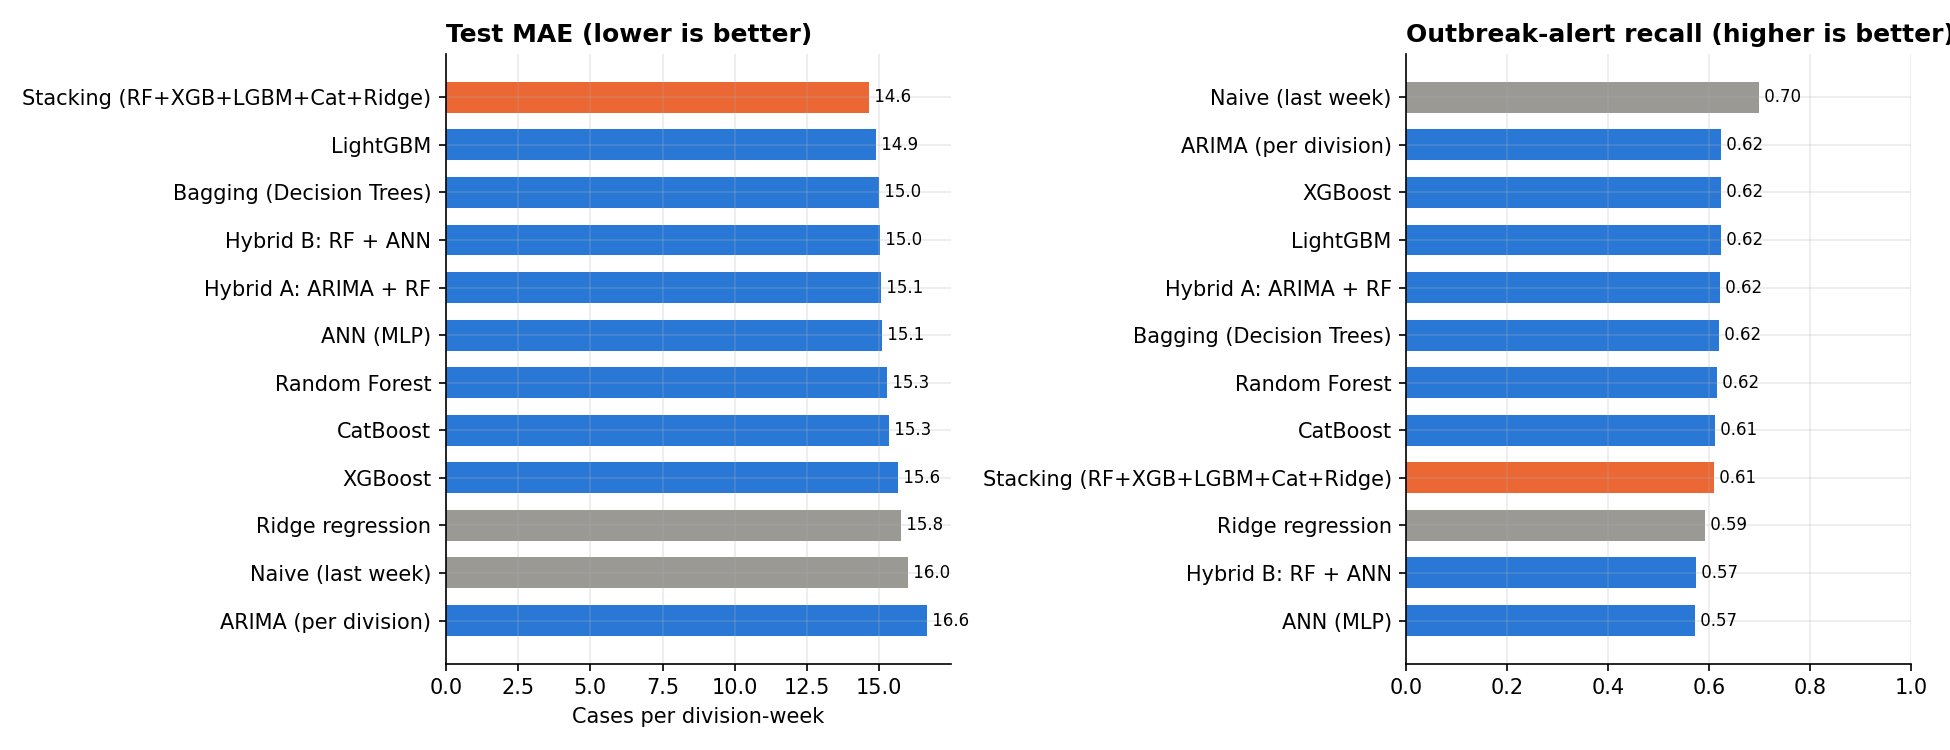 Test MAE (lower is better)
Stacking (RF+XGB+LGBM+Cat+Ridge) 14.6
LightGBM 14.9
Bagging (Decision Trees) 15.0
Hybrid B: RF + ANN 15.0
Hybrid A: ARIMA + RF 15.1
ANN (MLP) 15.1
Random Forest 15.3
CatBoost 15.3
XGBoost 15.6
Ridge regression 15.8
Naive (last week) 16.0
ARIMA (per division) 16.6
0.0 2.5 5.0 7.5 10.0 12.5 15.0
Cases per division-week
Outbreak-alert recall (higher is better)
Naive (last week) 0.70
ARIMA (per division) 0.62
XGBoost 0.62
LightGBM 0.62
Hybrid A: ARIMA + RF 0.62
Bagging (Decision Trees) 0.62
Random Forest 0.62
CatBoost 0.61
Stacking (RF+XGB+LGBM+Cat+Ridge) 0.61
Ridge regression 0.59
Hybrid B: RF + ANN 0.57
ANN (MLP) 0.57
0.0 0.2 0.4 0.6 0.8 1.0